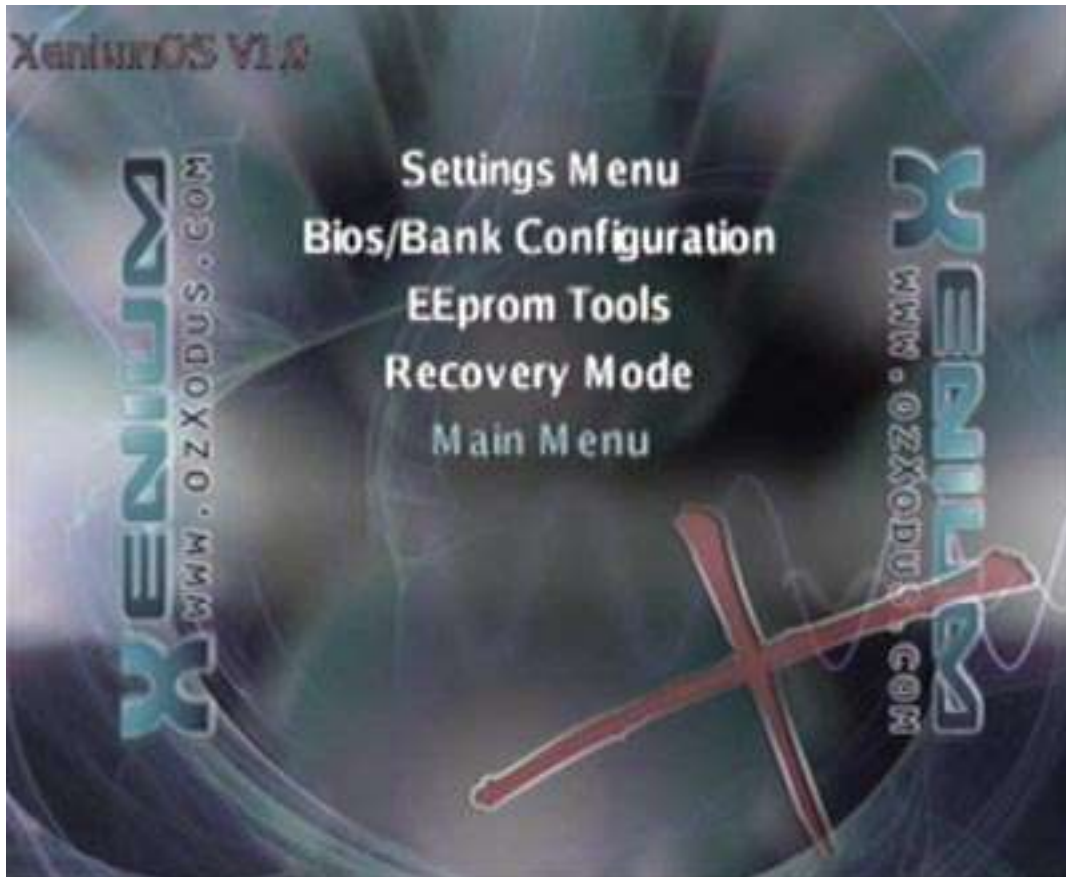 XeniumOS V1.0
Settings Menu
Bios/Bank Configuration
EEprom Tools
Recovery Mode
Main Menu
XENIUM
WWW.OZXODUS.COM
XENIUM
WWW.OZXODUS.COM